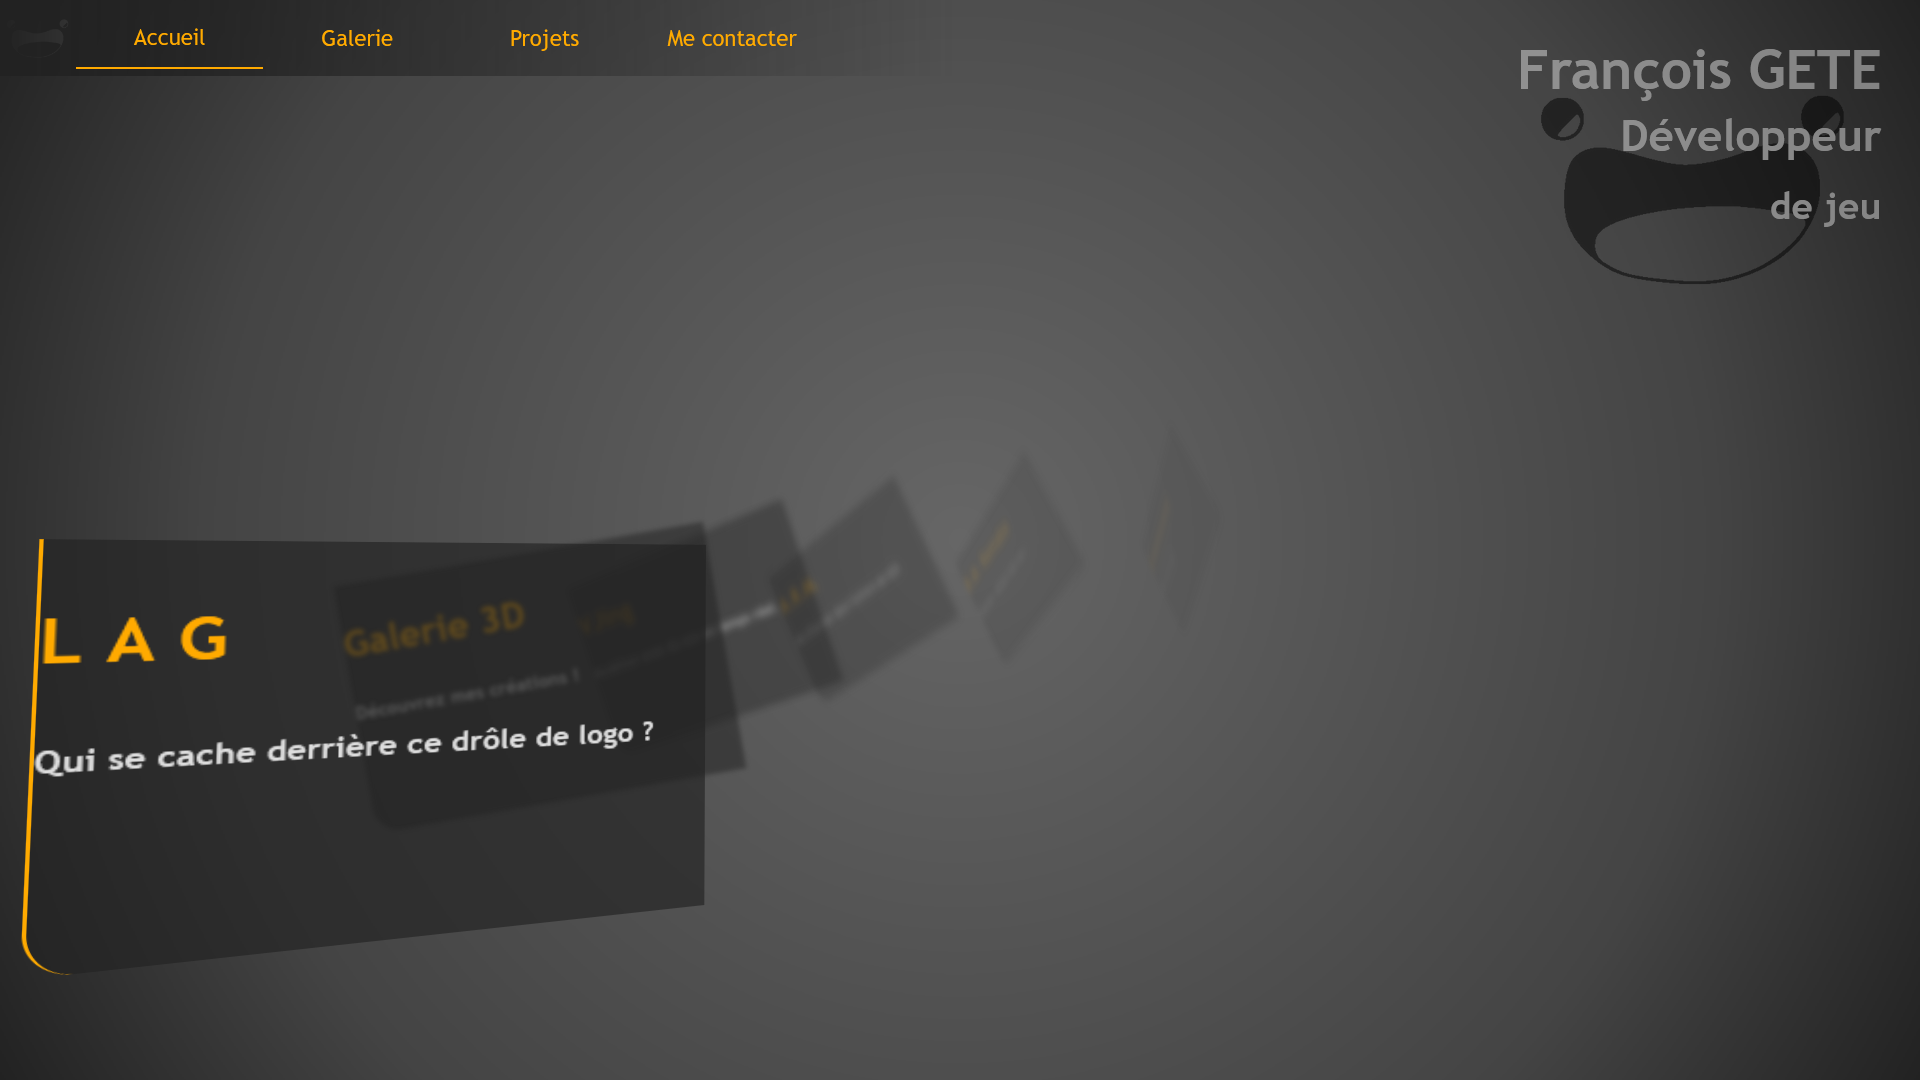 Accueil
Galerie
Projets
Me contacter
François GETE
Développeur
de jeu
L A G
Qui se cache derrière ce drôle de logo ?
Galerie 3D
Découvrez mes créations !